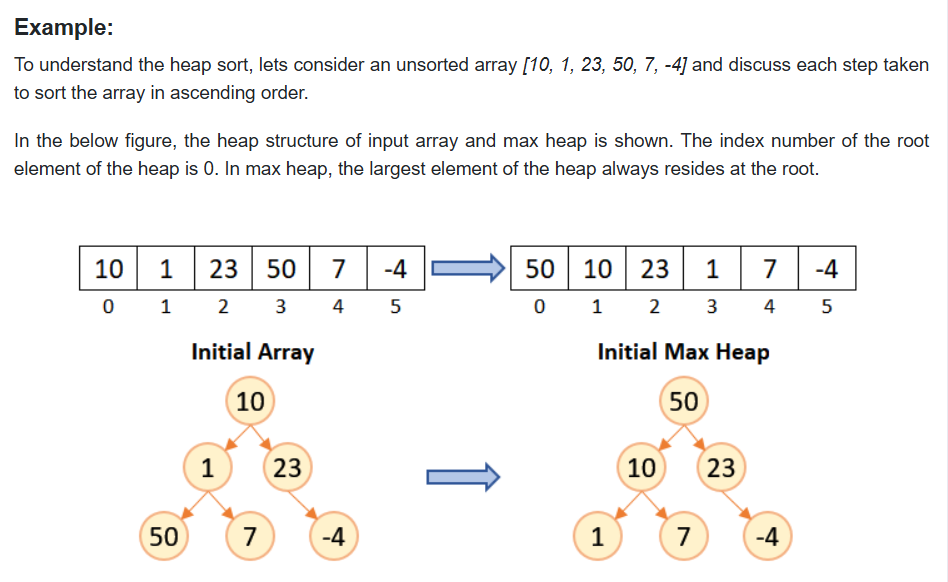 Example:
To understand the heap sort, lets consider an unsorted array [10, 1, 23, 50, 7, -4] and discuss each step taken
to sort the array in ascending order.
In the below figure, the heap structure of input array and max heap is shown. The index number of the root
element of the heap is 0. In max heap, the largest element of the heap always resides at the root.
10 1 23 50 7 -4
0 1 2 3 4 5
50 10 23 1 7 -4
0 1 2 3 4 5
Initial Array
Initial Max Heap
10
1 23
50 7 -4
50
10 23
1 7 -4